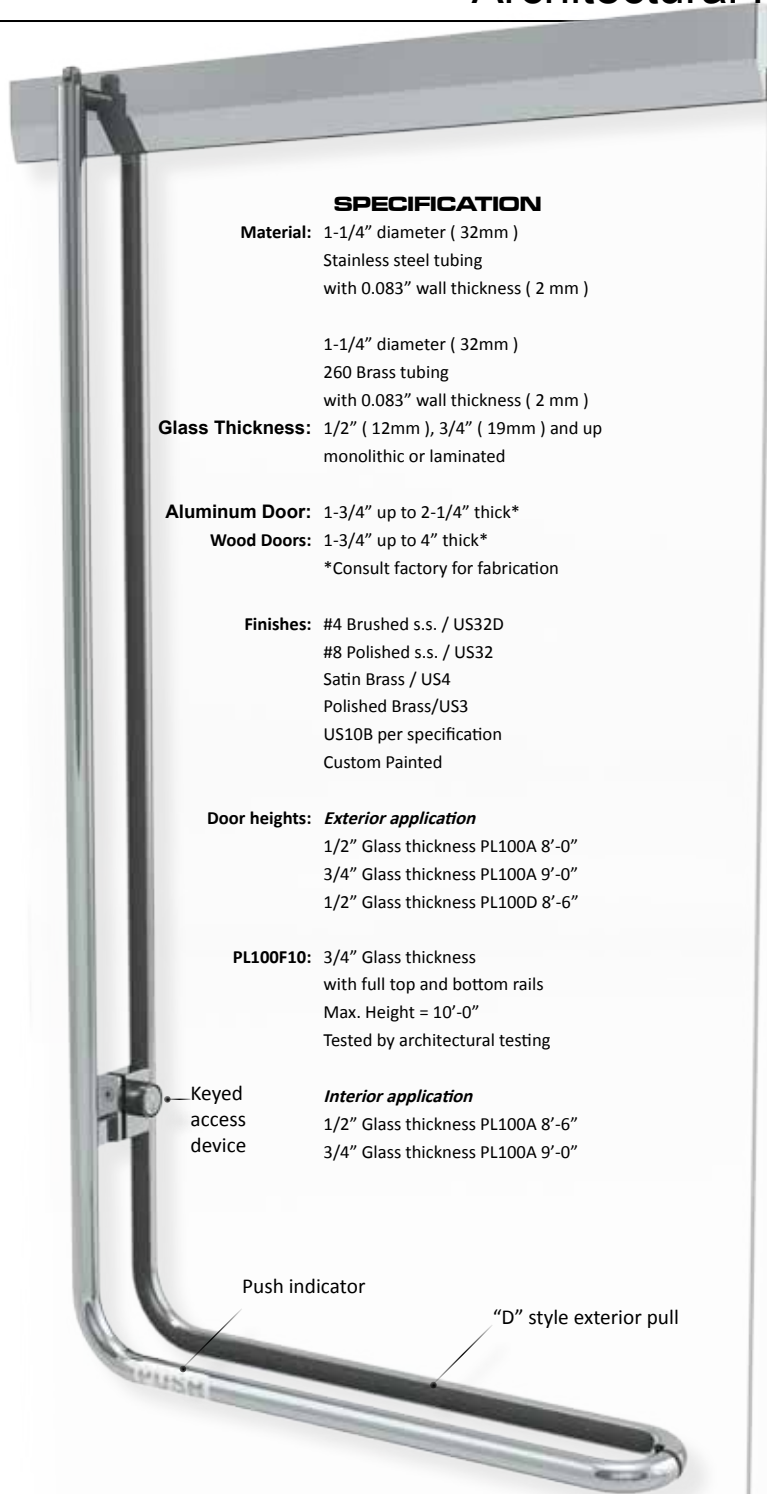 Architectural
SPECIFICATION
Material: 1-1/4” diameter ( 32mm )
Stainless steel tubing
with 0.083” wall thickness ( 2 mm )
1-1/4” diameter ( 32mm )
260 Brass tubing
with 0.083” wall thickness ( 2 mm )
Glass Thickness: 1/2” ( 12mm ), 3/4” ( 19mm ) and up
monolithic or laminated
Aluminum Door: 1-3/4” up to 2-1/4” thick*
Wood Doors: 1-3/4” up to 4” thick*
*Consult factory for fabrication
Finishes: #4 Brushed s.s. / US32D
#8 Polished s.s. / US32
Satin Brass / US4
Polished Brass/US3
US10B per specification
Custom Painted
Door heights: Exterior application
1/2” Glass thickness PL100A 8’-0”
3/4” Glass thickness PL100A 9’-0”
1/2” Glass thickness PL100D 8’-6”
PL100F10: 3/4” Glass thickness
with full top and bottom rails
Max. Height = 10’-0”
Tested by architectural testing
Keyed
access
device
Interior application
1/2” Glass thickness PL100A 8’-6”
3/4” Glass thickness PL100A 9’-0”
Push indicator
“D” style exterior pull
PUSH